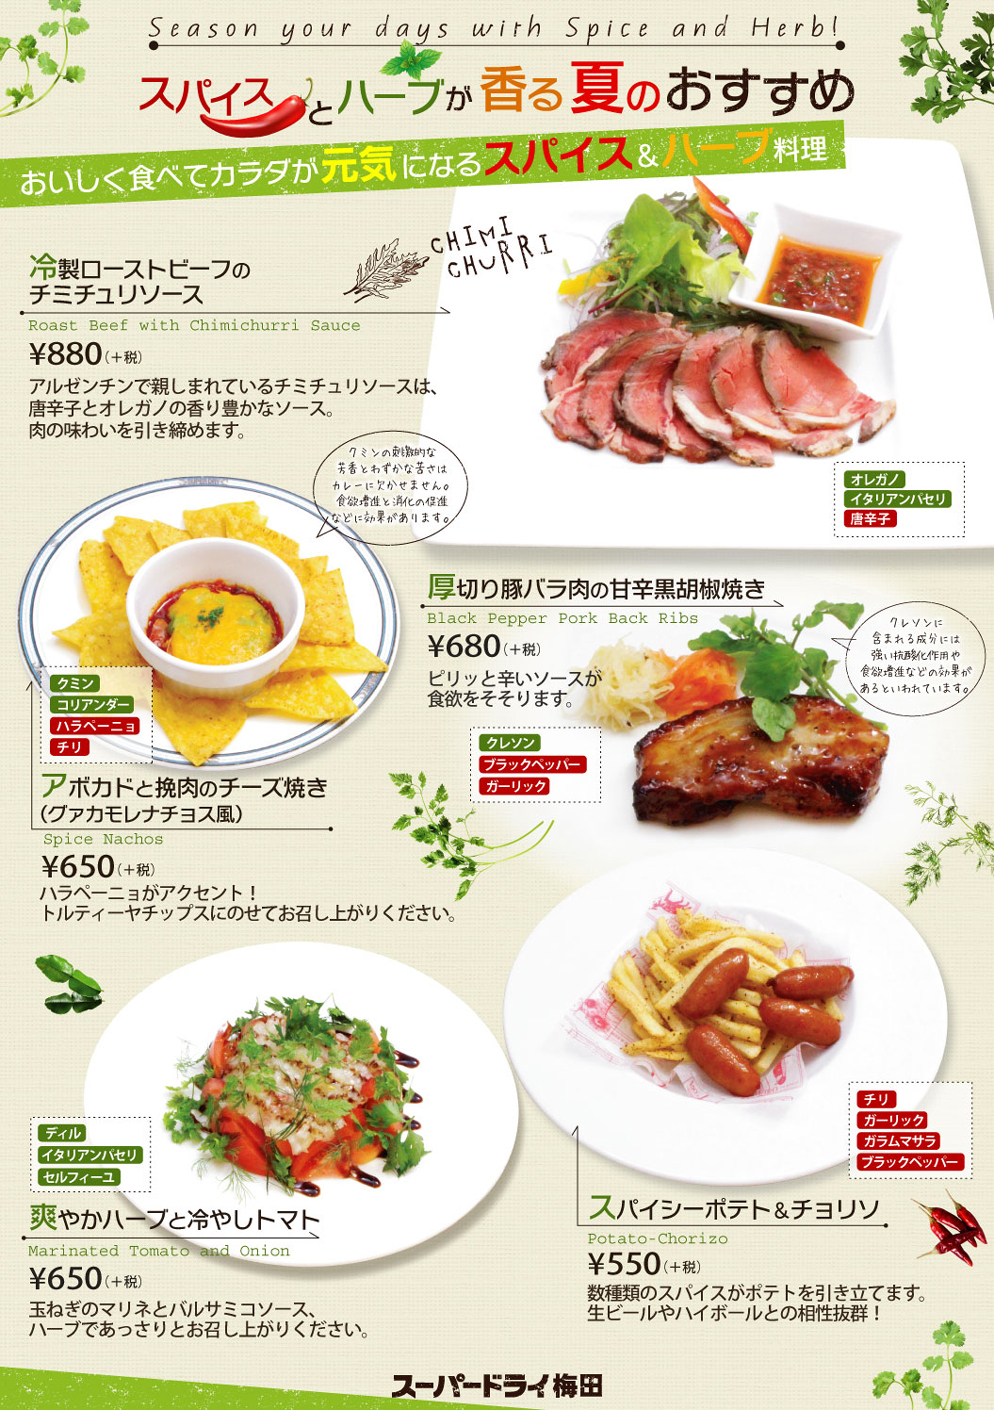 Season your days with Spice and Herb!
スパイスとハーブが香る夏のおすすめ
おいしく食べてカラダが元気になるスパイス&ハーブ料理
CHIMI
CHURRI
冷製ローストビーフの
チミチュリソース
Roast Beef with Chimichurri Sauce
¥880(+税)
アルゼンチンで親しまれているチミチュリソースは、
唐辛子とオレガノの香り豊かなソース。
肉の味わいを引き締めます。
オレガノ
イタリアンパセリ
唐辛子
クミンの刺激的な
芳香とわずかな苦さは
カレーに欠かせません。
食欲増進と消化の促進
などに効果があります。
クミン
コリアンダー
ハラペーニョ
チリ
アボカドと挽肉のチーズ焼き
(グァカモレナチョス風)
Spice Nachos
¥650(+税)
ハラペーニョがアクセント!
トルティーヤチップスにのせてお召し上がりください。
厚切り豚バラ肉の甘辛黒胡椒焼き
Black Pepper Pork Back Ribs
¥680(+税)
ピリッと辛いソースが
食欲をそそります。
クレソン
ブラックペッパー
ガーリック
クレソンに
含まれる成分には
強い抗酸化作用や
食欲増進などの効果が
あるといわれています。
ディル
イタリアンパセリ
セルフィーユ
爽やかハーブと冷やしトマト
Marinated Tomato and Onion
¥650(+税)
玉ねぎのマリネとバルサミコソース、
ハーブであっさりとお召し上がりください。
チリ
ガーリック
ガラムマサラ
ブラックペッパー
スパイシーポテト&チョリソ
Potato-Chorizo
¥550(+税)
数種類のスパイスがポテトを引き立てます。
生ビールやハイボールとの相性抜群!
スーパードライ梅田